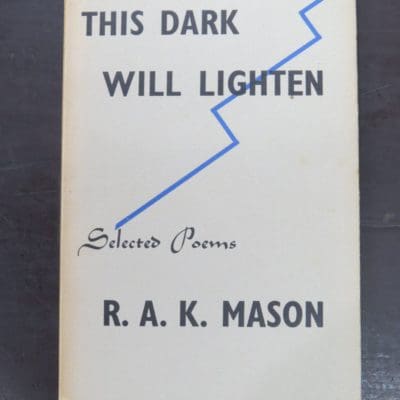 THIS DARK
WILL LIGHTEN
Selected Poems
R. A. K. MASON